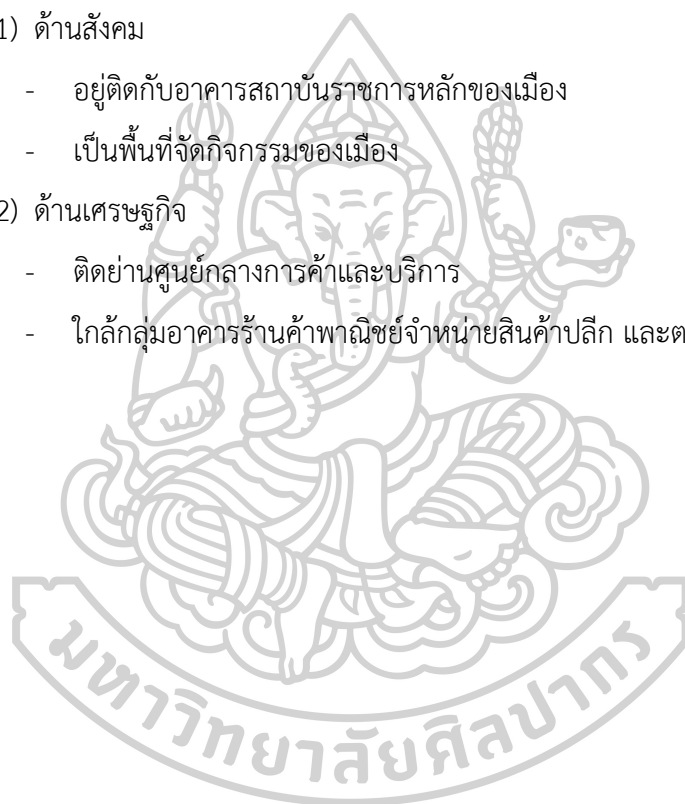 1) ด้านสังคม
- อยู่ติดกับอาคารสถาบันราชการหลักของเมือง
- เป็นพื้นที่จัดกิจกรรมของเมือง
2) ด้านเศรษฐกิจ
- ติดย่านศูนย์กลางการค้าและบริการ
- ใกล้กลุ่มอาคารร้านค้าพาณิชย์จำหน่ายสินค้าปลีก และต
มหาวิทยาลัยศิลปากร